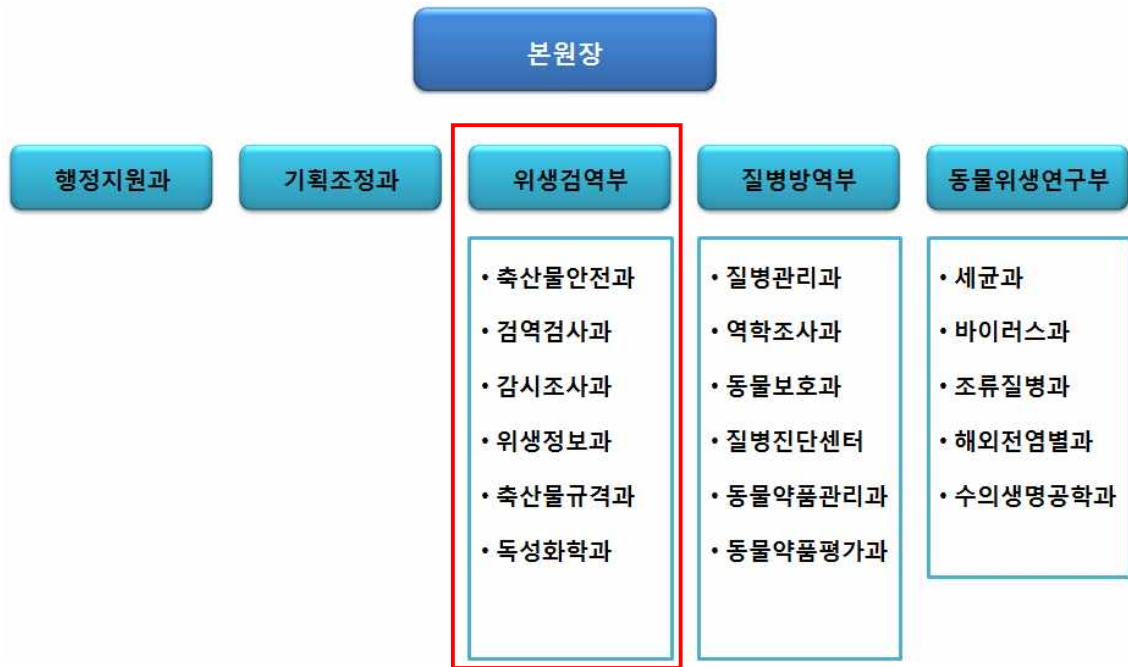 본원장
행정지원과
기획조정과
위생검역부
질병방역부
동물위생연구부
• 축산물안전과
• 검역검사과
• 감시조사과
• 위생정보과
• 축산물규격과
• 독성화학과
• 질병관리과
• 역학조사과
• 동물보호과
• 질병진단센터
• 동물약품관리과
• 동물약품평가과
• 세균과
• 바이러스과
• 조류질병과
• 해외전염별과
• 수의생명공학과